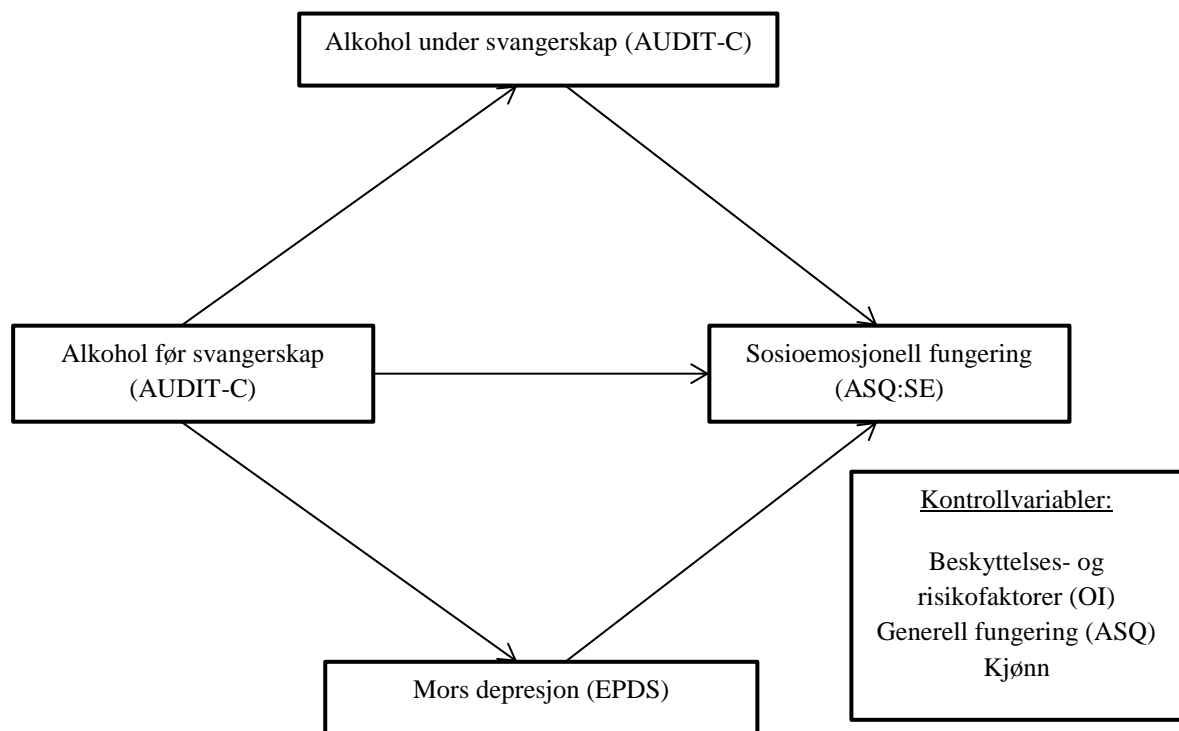 Alkohol under svangerskap (AUDIT-C)
Alkohol før svangerskap
(AUDIT-C)
Sosioemosjonell fungering
(ASQ:SE)
Kontrollvariabler:
Beskyttelses- og
risikofaktorer (OI)
Generell fungering (ASQ)
Kjønn
Mors depresjon (EPDS)